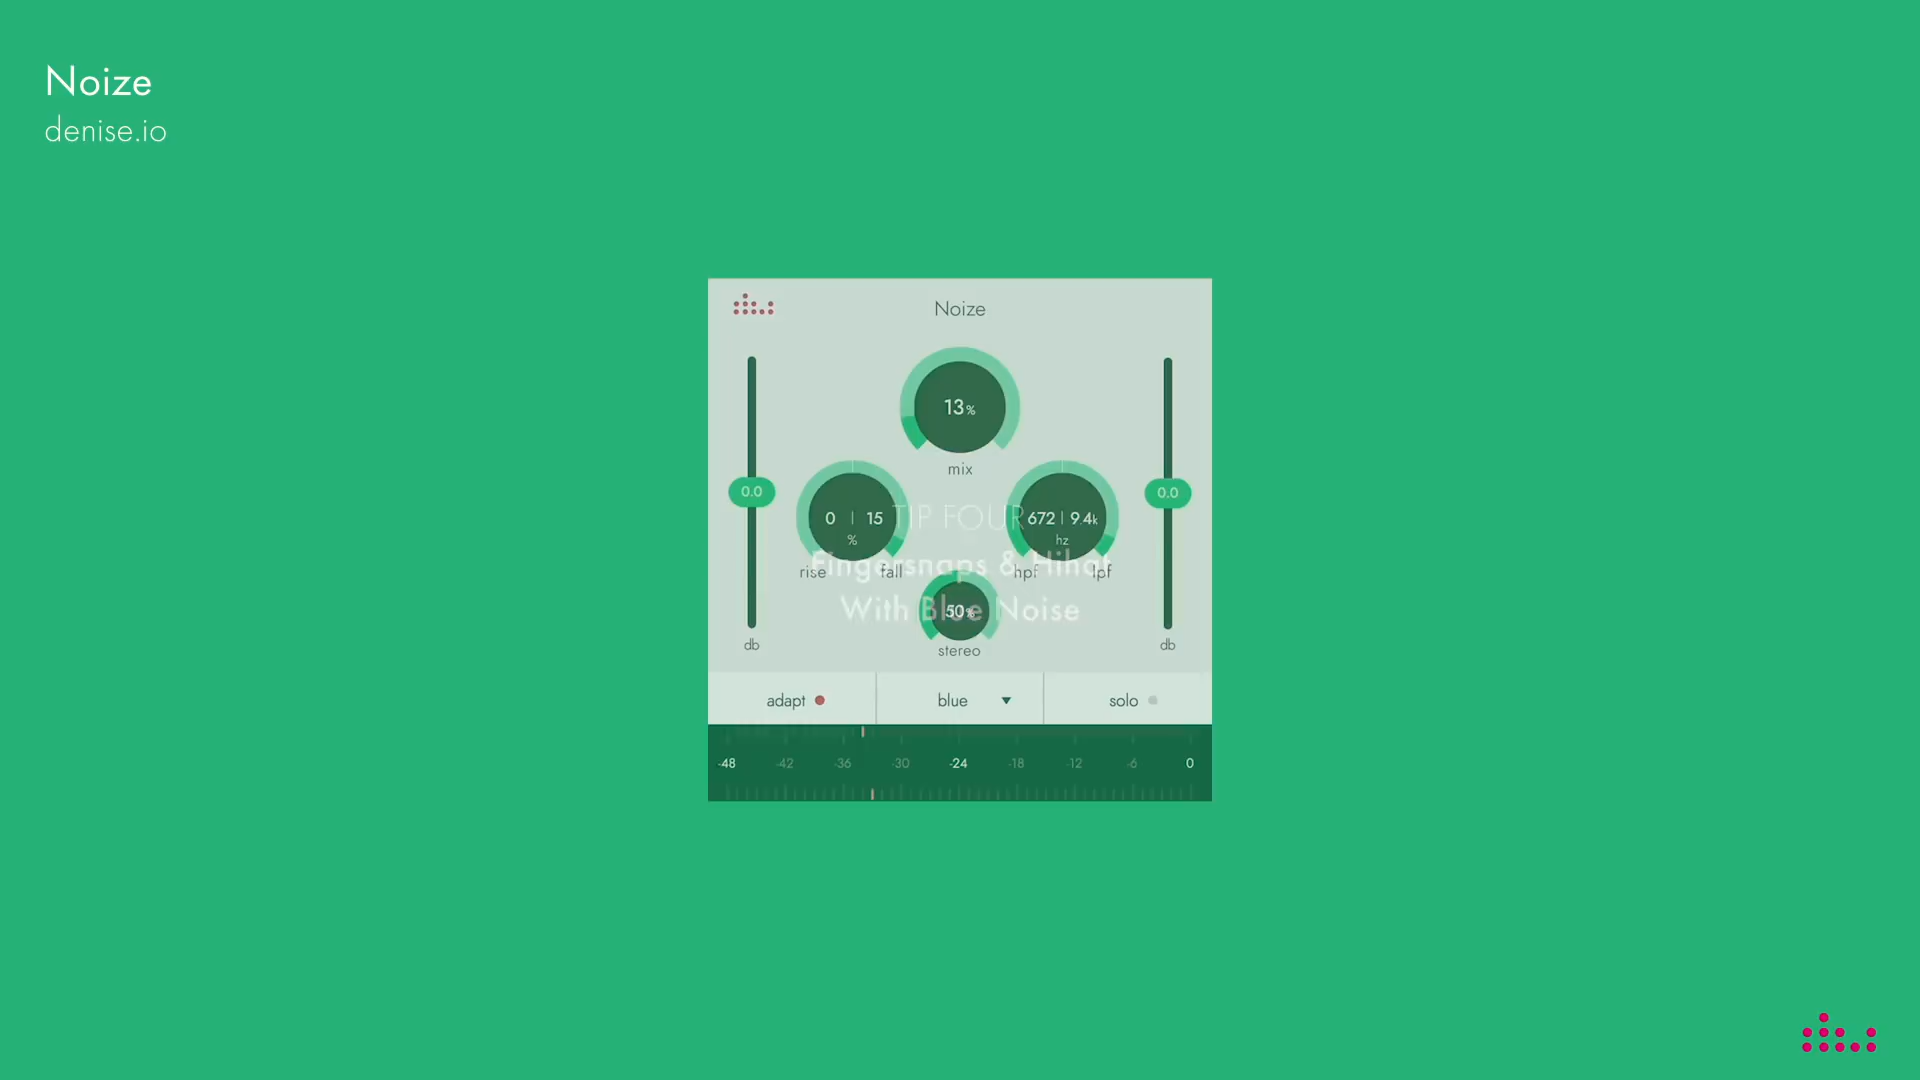 Noize
denise.io
Noize
13%
mix
0.0
0.0
0 | 15
%
672 | 9.4k
hz
TIP FOUR
Fingersnaps & Hihat
With Blue Noise
rise
fall
hpf
lpf
50%
stereo
db
db
adapt
blue
solo
-48 -42 -36 -30 -24 -18 -12 -6 0